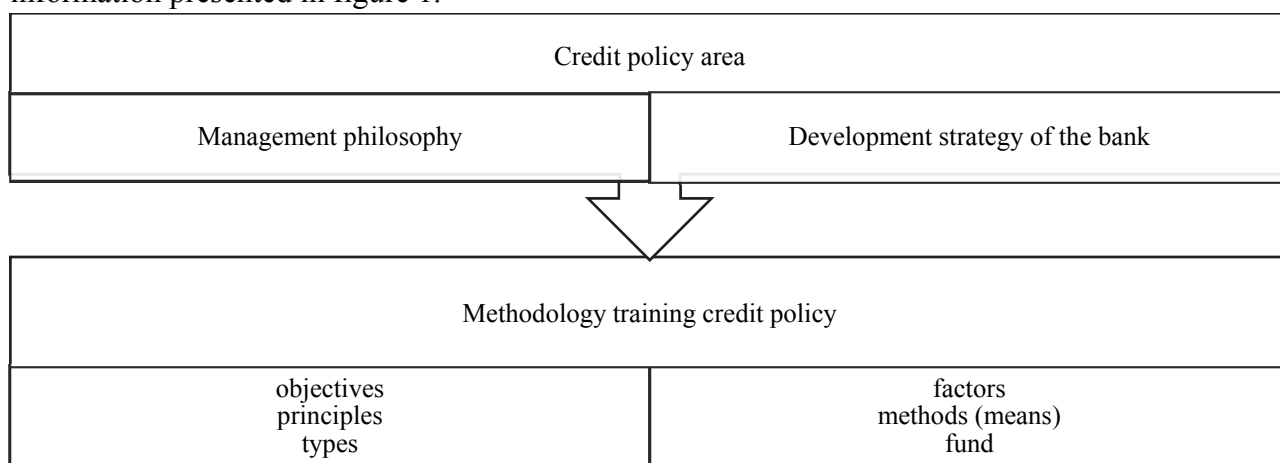 information presented in figure 1.
Credit policy area
Management philosophy
Development strategy of the bank
Methodology training credit policy
objectives
principles
types
factors
methods (means)
fund